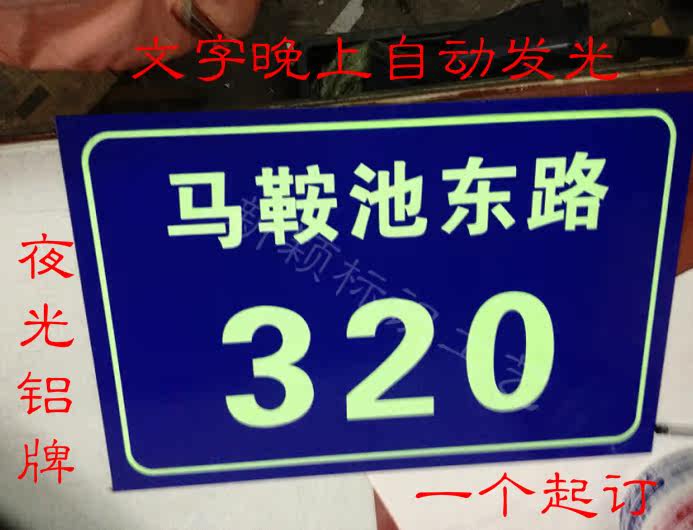 文字晚上自动发光
马鞍池东路
320
夜光铝牌
一个起订